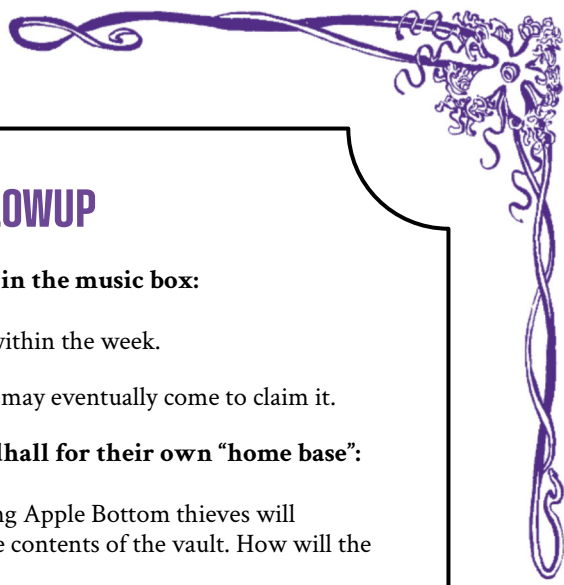 LOWUP
in the music box:
within the week.
may eventually come to claim it.
dhall for their own “home base”:
ng Apple Bottom thieves will
e contents of the vault. How will the